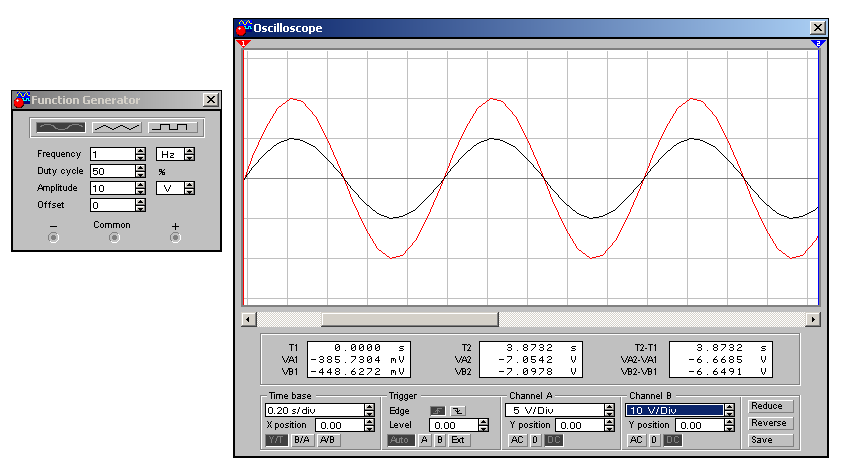 Oscilloscope
1 2
Function Generator
Frequency 1 Hz
Duty cycle 50 %
Amplitude 10 V
Offset 0
− Common +
T1 0.0000 s T2 3.8732 s T2-T1 3.8732 s
VA1 -385.7304 mV VA2 -7.0542 V VA2-VA1 -6.6685 V
VB1 -448.6272 mV VB2 -7.0978 V VB2-VB1 -6.6491 V
Time base Trigger Channel A Channel B
0.20 s/div Edge 5 V/Div 10 V/Div Reduce
X position 0.00 Level 0.00 Y position 0.00 Y position 0.00 Reverse
Y/T B/A A/B Auto A B Ext AC 0 DC AC 0 DC Save